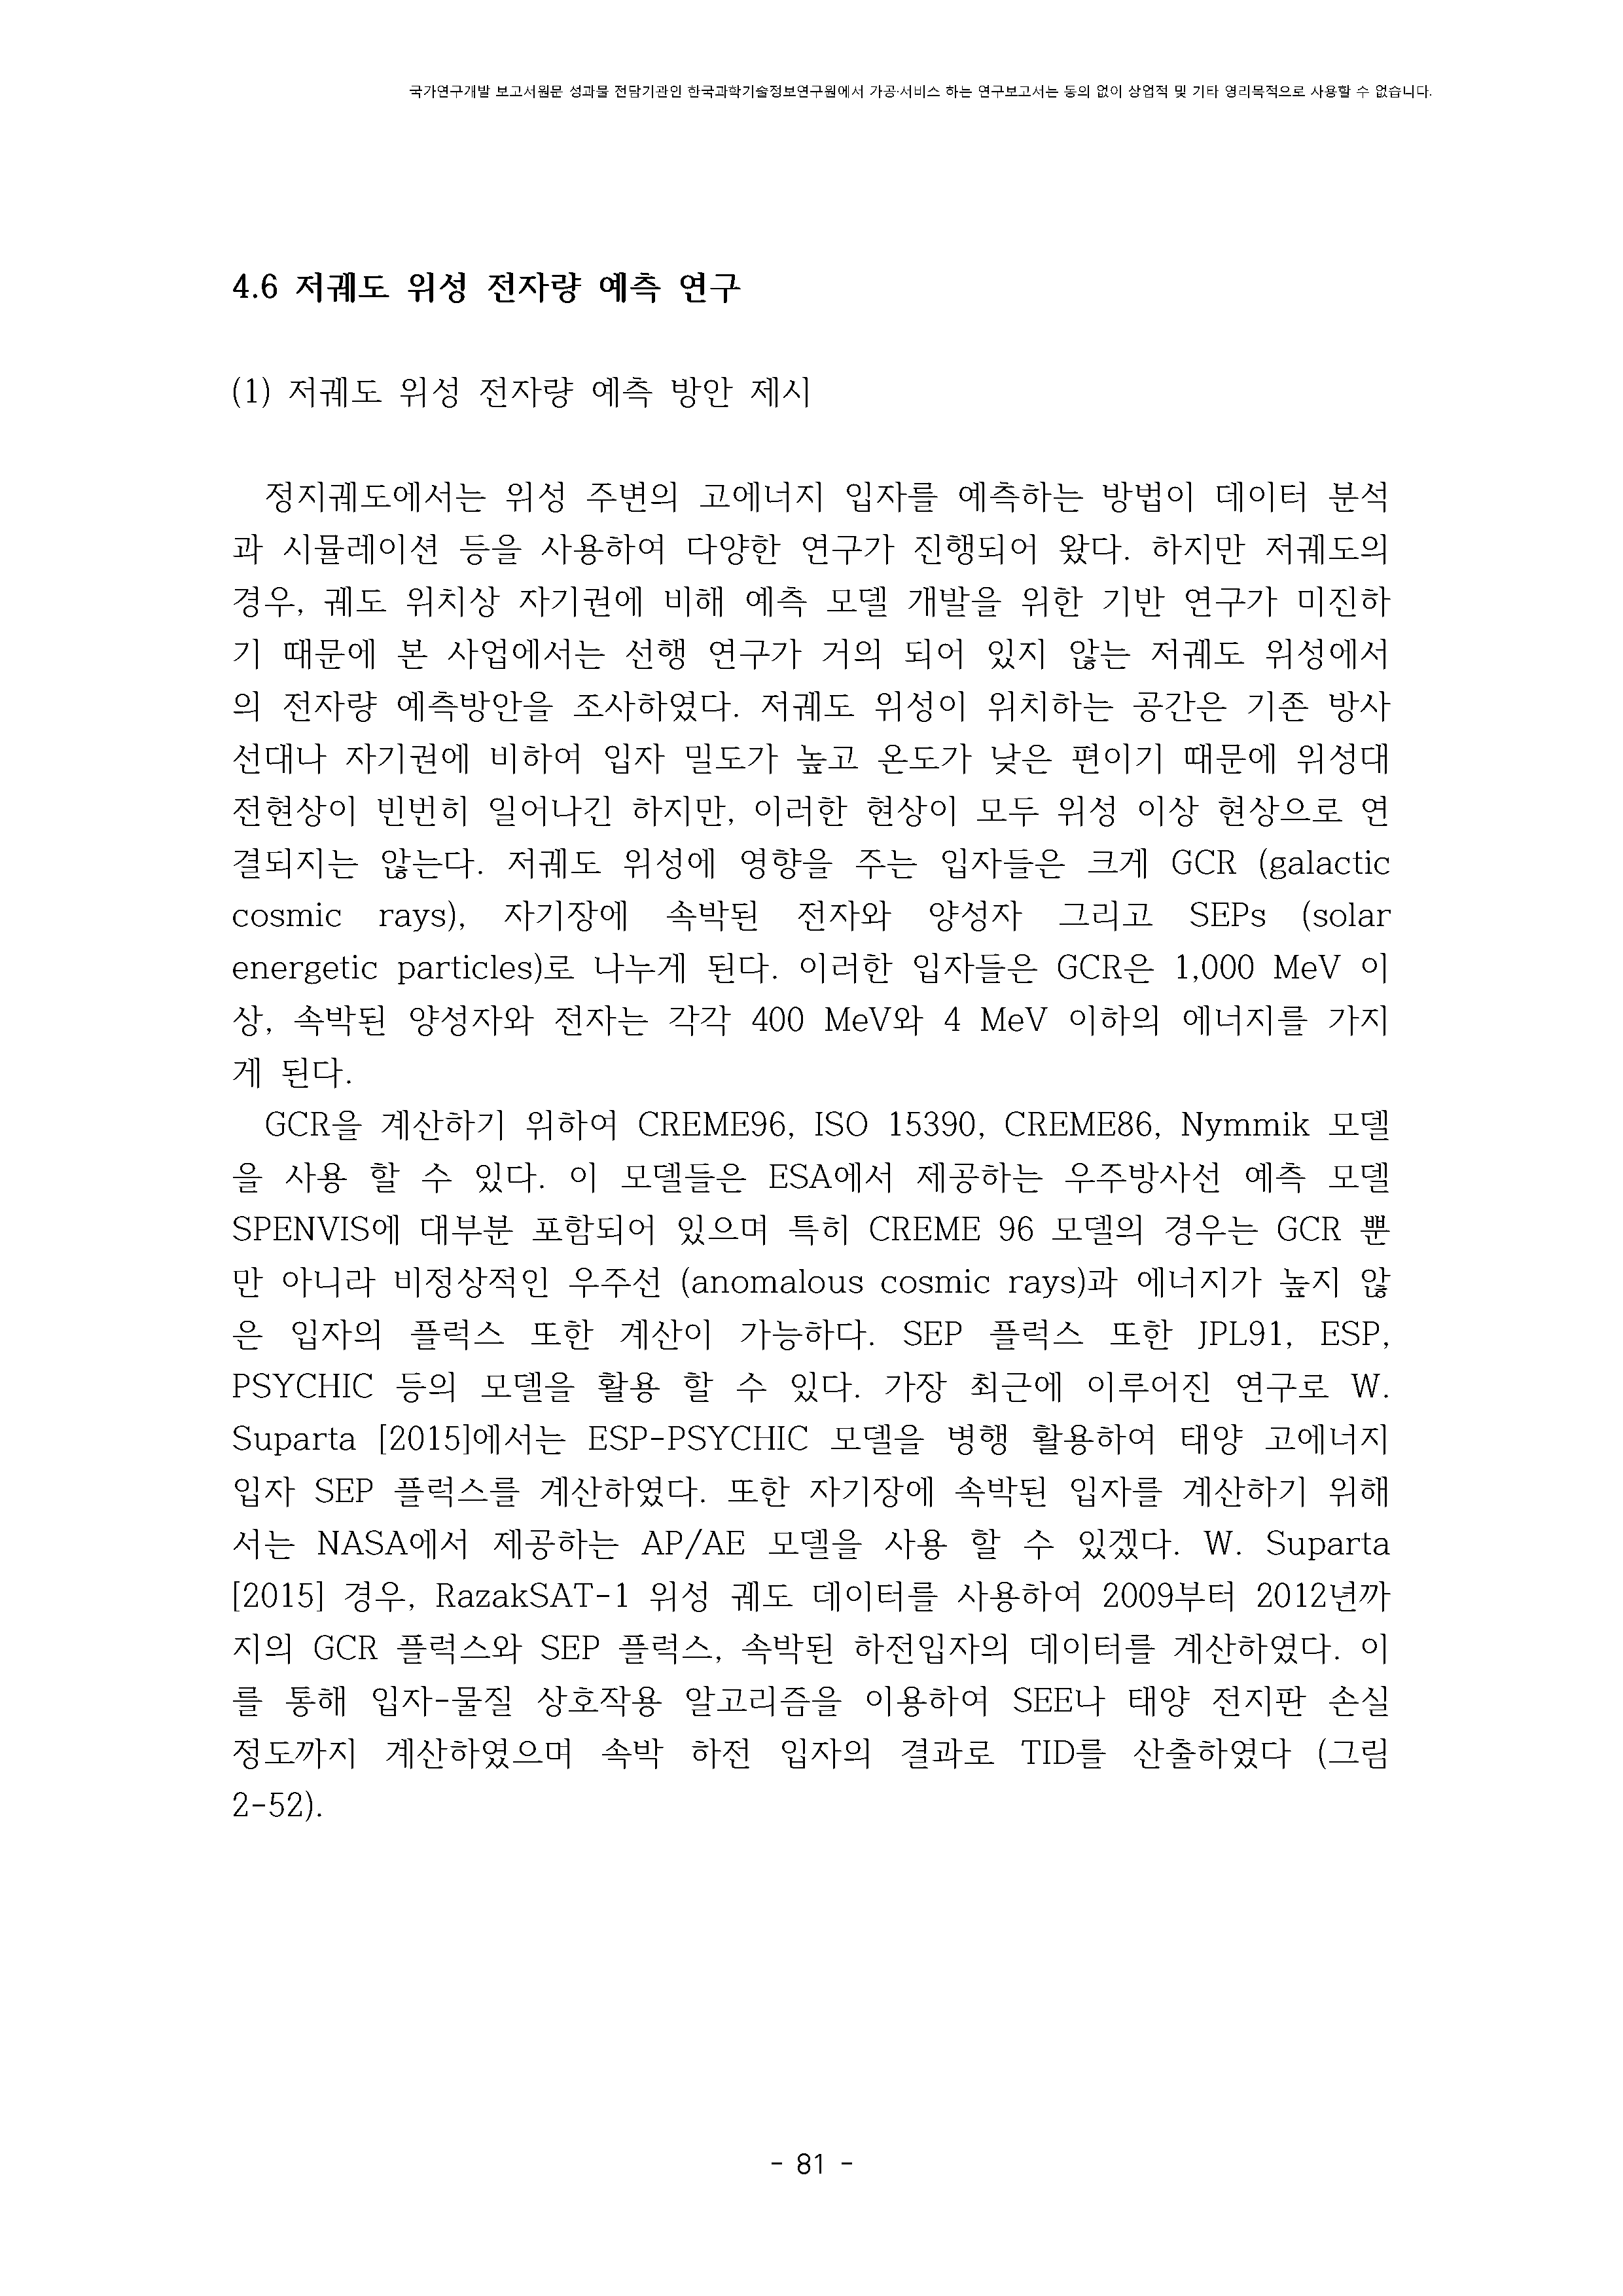 국가연구개발 보고서원문 성과물 전담기관인 한국과학기술정보연구원에서 가공·서비스 하는 연구보고서는 동의 없이 상업적 및 기타 영리목적으로 사용할 수 없습니다.
4.6 저궤도 위성 전자량 예측 연구
(1) 저궤도 위성 전자량 예측 방안 제시
정지궤도에서는 위성 주변의 고에너지 입자를 예측하는 방법이 데이터 분석
과 시뮬레이션 등을 사용하여 다양한 연구가 진행되어 왔다. 하지만 저궤도의
경우, 궤도 위치상 자기권에 비해 예측 모델 개발을 위한 기반 연구가 미진하
기 때문에 본 사업에서는 선행 연구가 거의 되어 있지 않는 저궤도 위성에서
의 전자량 예측방안을 조사하였다. 저궤도 위성이 위치하는 공간은 기존 방사
선대나 자기권에 비하여 입자 밀도가 높고 온도가 낮은 편이기 때문에 위성대
전현상이 빈번히 일어나긴 하지만, 이러한 현상이 모두 위성 이상 현상으로 연
결되지는 않는다. 저궤도 위성에 영향을 주는 입자들은 크게 GCR (galactic
cosmic rays), 자기장에 속박된 전자와 양성자 그리고 SEPs (solar
energetic particles)로 나누게 된다. 이러한 입자들은 GCR은 1,000 MeV 이
상, 속박된 양성자와 전자는 각각 400 MeV와 4 MeV 이하의 에너지를 가지
게 된다.
GCR을 계산하기 위하여 CREME96, ISO 15390, CREME86, Nymmik 모델
을 사용 할 수 있다. 이 모델들은 ESA에서 제공하는 우주방사선 예측 모델
SPENVIS에 대부분 포함되어 있으며 특히 CREME 96 모델의 경우는 GCR 뿐
만 아니라 비정상적인 우주선 (anomalous cosmic rays)과 에너지가 높지 않
은 입자의 플럭스 또한 계산이 가능하다. SEP 플럭스 또한 JPL91, ESP,
PSYCHIC 등의 모델을 활용 할 수 있다. 가장 최근에 이루어진 연구로 W.
Suparta [2015]에서는 ESP-PSYCHIC 모델을 병행 활용하여 태양 고에너지
입자 SEP 플럭스를 계산하였다. 또한 자기장에 속박된 입자를 계산하기 위해
서는 NASA에서 제공하는 AP/AE 모델을 사용 할 수 있겠다. W. Suparta
[2015] 경우, RazakSAT-1 위성 궤도 데이터를 사용하여 2009부터 2012년까
지의 GCR 플럭스와 SEP 플럭스, 속박된 하전입자의 데이터를 계산하였다. 이
를 통해 입자-물질 상호작용 알고리즘을 이용하여 SEE나 태양 전지판 손실
정도까지 계산하였으며 속박 하전 입자의 결과로 TID를 산출하였다 (그림
2-52).
- 81 -